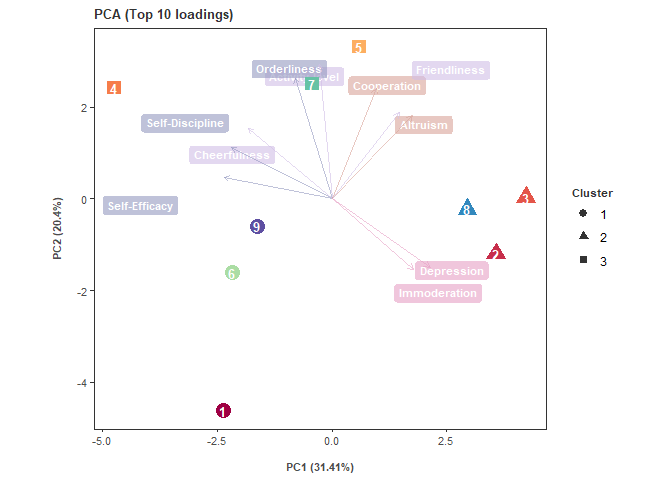 PCA (Top 10 loadings)
5
Orderliness
Friendliness
4
7
Cooperation
2
Self-Discipline
Altruism
Cheerfulness
Self-Efficacy
0
8
3
9
2
6
Depression
Immoderation
-2
-4
1
-5.0
-2.5
0.0
2.5
PC1 (31.41%)
PC2 (20.4%)
Cluster
1
2
3